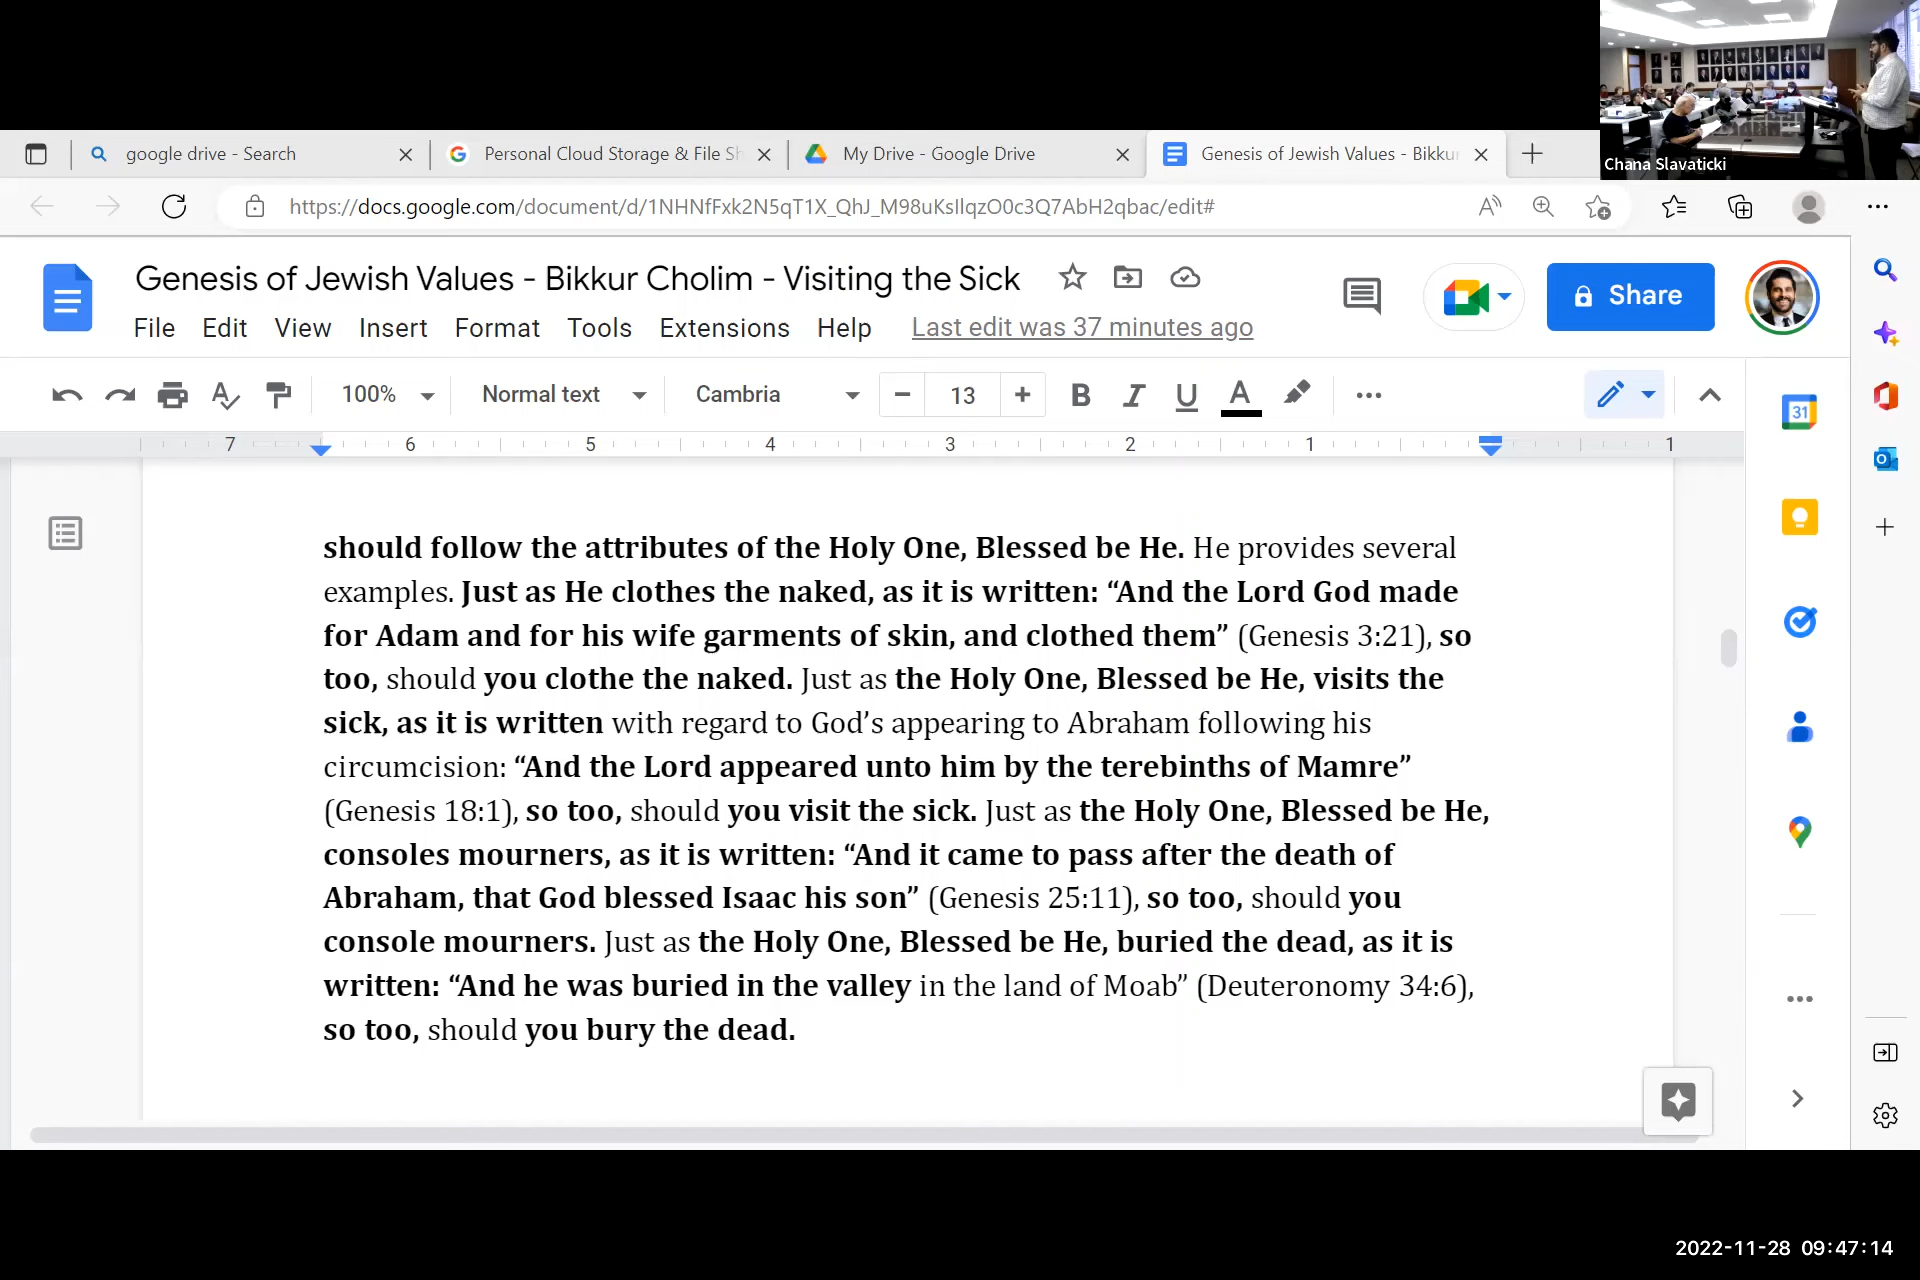 google drive - Search
Personal Cloud Storage & File Sh
My Drive - Google Drive
Genesis of Jewish Values - Bikkur
Chana Slavaticki
https://docs.google.com/document/d/1NHNfFxk2N5qT1X_QhJ_M98uKsIlqzO0c3Q7AbH2qbac/edit#
Genesis of Jewish Values - Bikkur Cholim - Visiting the Sick
Share
File Edit View Insert Format Tools Extensions Help Last edit was 37 minutes ago
100% Normal text Cambria 13 B I U A
31
7 6 5 4 3 2 1 1
should follow the attributes of the Holy One, Blessed be He. He provides several
examples. Just as He clothes the naked, as it is written: “And the Lord God made
for Adam and for his wife garments of skin, and clothed them” (Genesis 3:21), so
too, should you clothe the naked. Just as the Holy One, Blessed be He, visits the
sick, as it is written with regard to God’s appearing to Abraham following his
circumcision: “And the Lord appeared unto him by the terebinths of Mamre”
(Genesis 18:1), so too, should you visit the sick. Just as the Holy One, Blessed be He,
consoles mourners, as it is written: “And it came to pass after the death of
Abraham, that God blessed Isaac his son” (Genesis 25:11), so too, should you
console mourners. Just as the Holy One, Blessed be He, buried the dead, as it is
written: “And he was buried in the valley in the land of Moab” (Deuteronomy 34:6),
so too, should you bury the dead.
2022-11-28 09:47:14